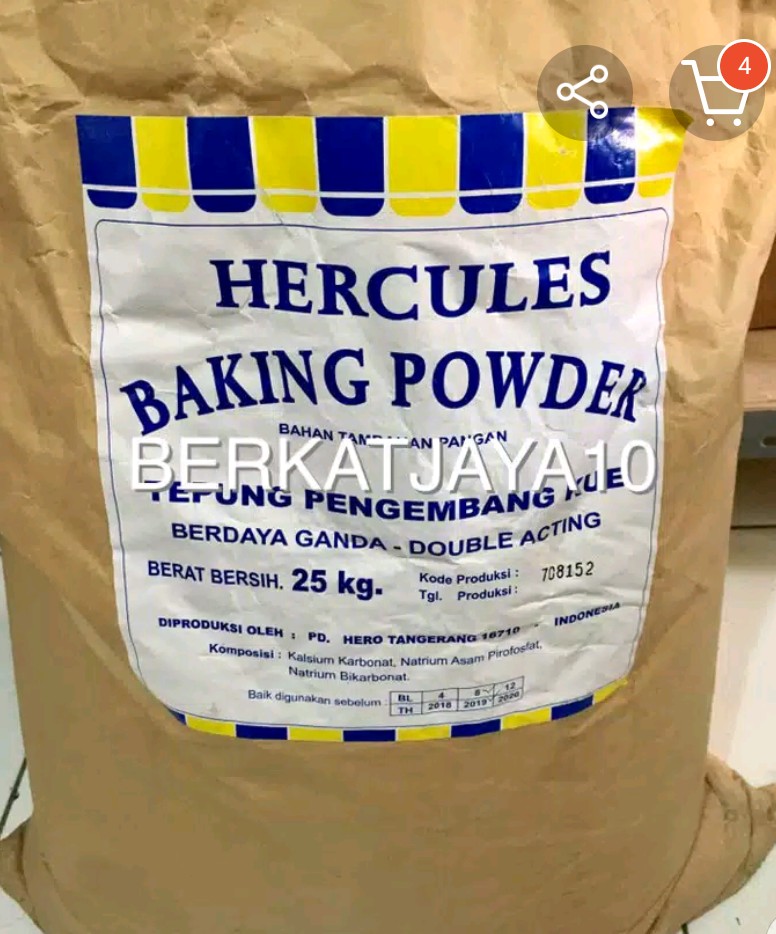 4
HERCULES
BAKING POWDER
BAHAN TAMBAHAN PANGAN
BERKATJAYA10
TEPUNG PENGEMBANG KUE
BERDAYA GANDA - DOUBLE ACTING
BERAT BERSIH. 25 kg.
Kode Produksi : 708152
Tgl. Produksi :
DIPRODUKSI OLEH : PD. HERO TANGERANG 16710 - INDONESIA
Komposisi : Kalsium Karbonat, Natrium Asam Pirofosfat,
Natrium Bikarbonat.
Baik digunakan sebelum :
BL 4 8 12
TH 2018 2019 2020